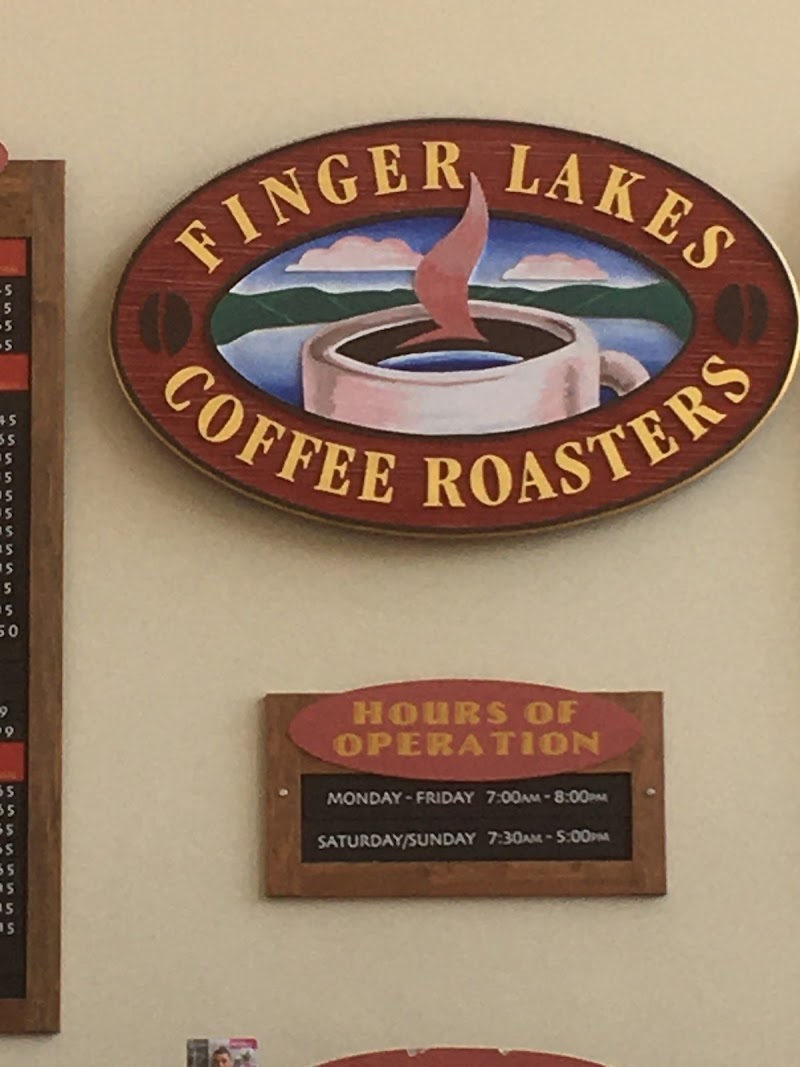 FINGER LAKES
COFFEE ROASTERS
HOURS OF
OPERATION
MONDAY - FRIDAY 7:00AM - 8:00PM
SATURDAY/SUNDAY 7:30AM - 5:00PM